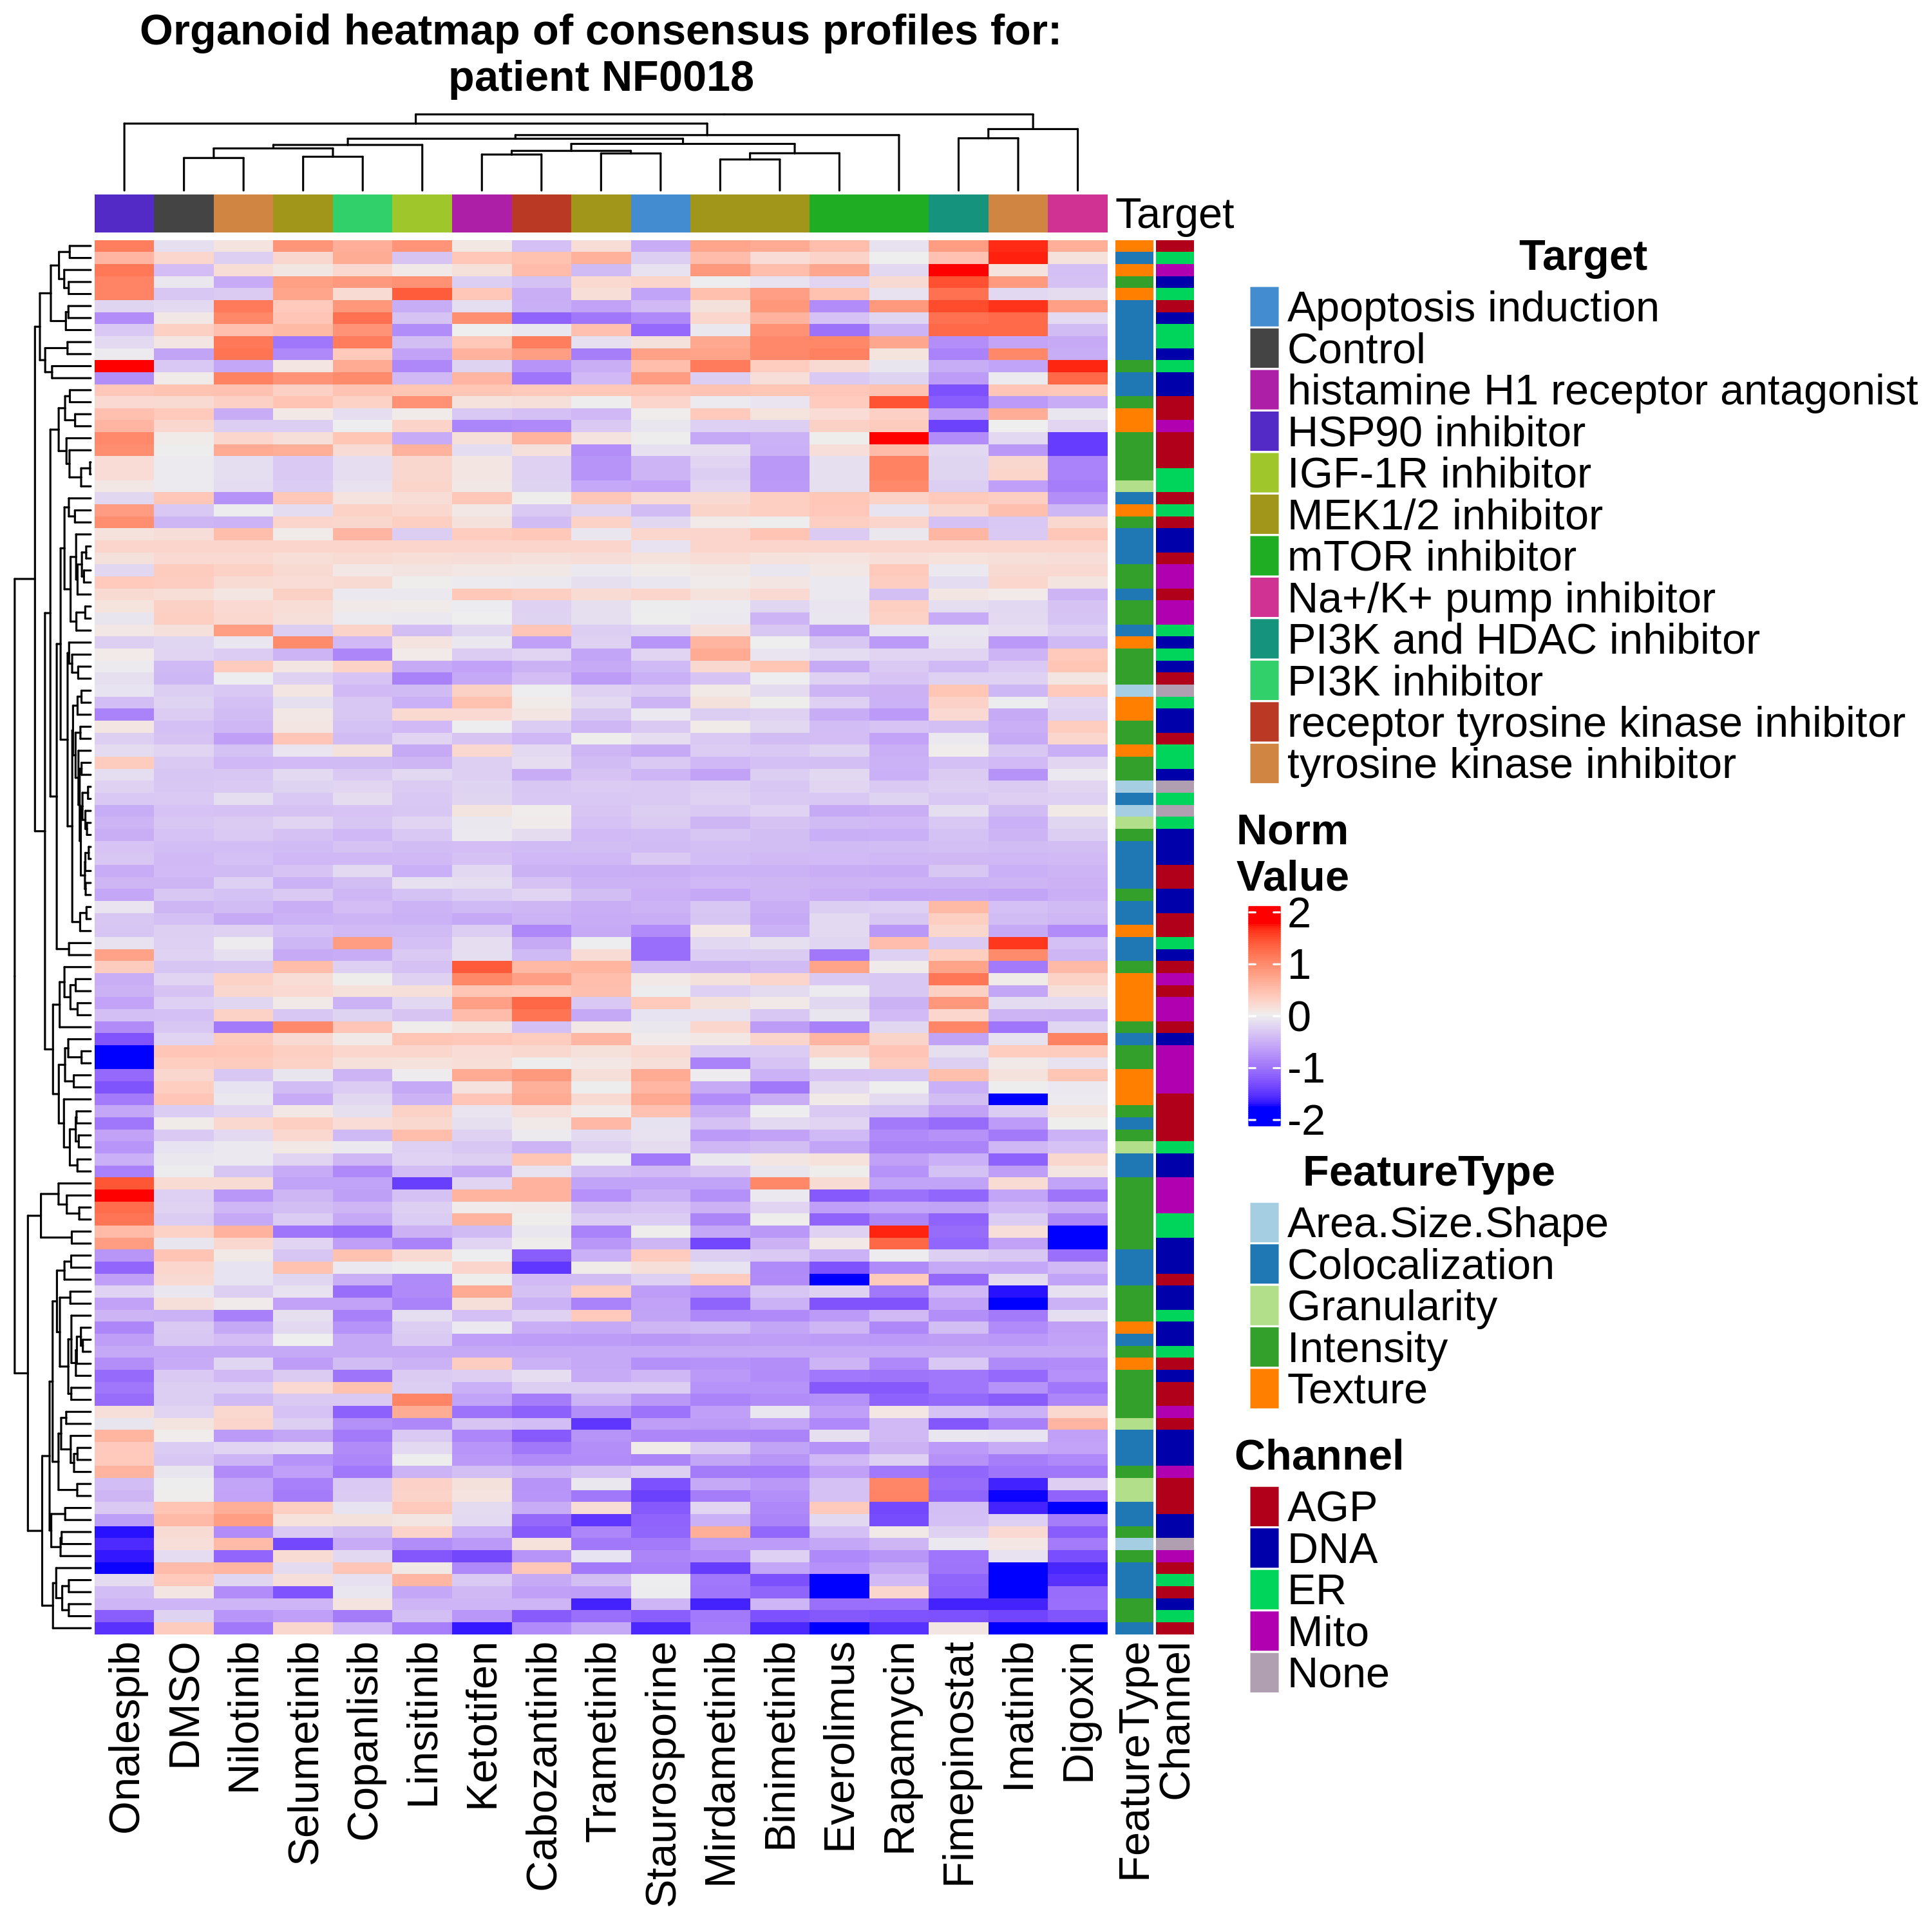 Organoid heatmap of consensus profiles for:
patient NF0018
Target
Target
Apoptosis induction
Control
histamine H1 receptor antagonist
HSP90 inhibitor
IGF-1R inhibitor
MEK1/2 inhibitor
mTOR inhibitor
Na+/K+ pump inhibitor
PI3K and HDAC inhibitor
PI3K inhibitor
receptor tyrosine kinase inhibitor
tyrosine kinase inhibitor
Norm
Value
2
1
0
-1
-2
FeatureType
Area.Size.Shape
Colocalization
Granularity
Intensity
Texture
Channel
AGP
DNA
ER
Mito
None
Onalespib
DMSO
Nilotinib
Selumetinib
Copanlisib
Linsitinib
Ketotifen
Cabozantinib
Trametinib
Staurosporine
Mirdametinib
Binimetinib
Everolimus
Rapamycin
Fimepinostat
Imatinib
Digoxin
FeatureType
Channel